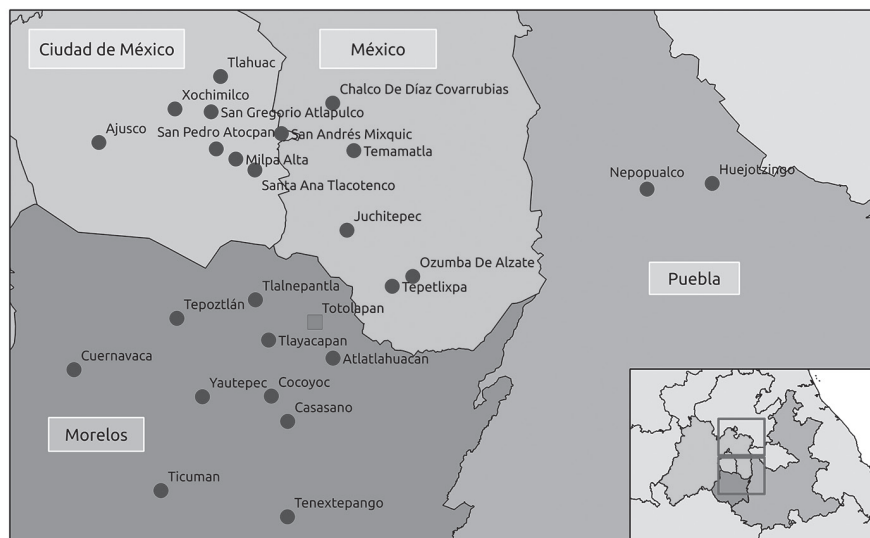 Ciudad de México
México
Tlahuac
Chalco De Díaz Covarrubias
Xochimilco
San Gregorio Atlapulco
Ajusco
San Pedro Atocpan
San Andrés Mixquic
Temamatla
Milpa Alta
Santa Ana Tlacotenco
Nepopualco
Huejotzingo
Juchitepec
Ozumba De Alzate
Tepetlixpa
Puebla
Tlalnepantla
Tepoztlán
Totolapan
Tlayacapan
Atlatlahuacan
Cuernavaca
Yautepec
Cocoyoc
Casasano
Morelos
Ticuman
Tenextepango